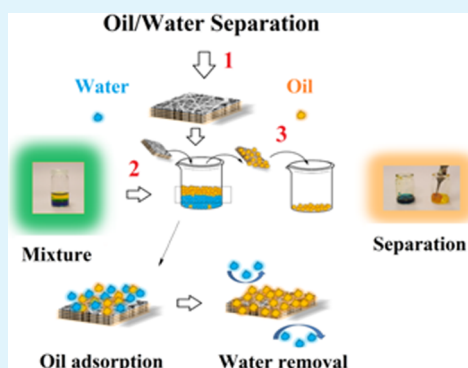 Oil/Water Separation
1
Water
Oil
3
2
Mixture
Separation
Oil adsorption
Water removal